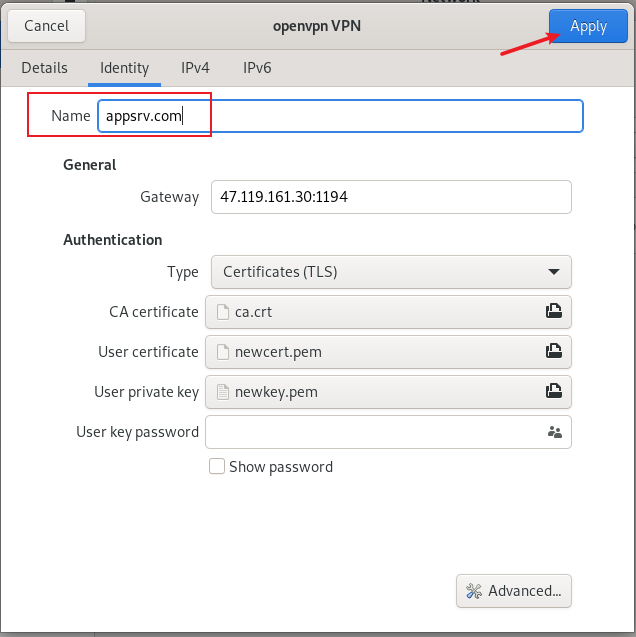 Cancel openvpn VPN Apply
Details Identity IPv4 IPv6
Name appsrv.com
General
Gateway 47.119.161.30:1194
Authentication
Type Certificates (TLS)
CA certificate ca.crt
User certificate newcert.pem
User private key newkey.pem
User key password
Show password
Advanced...